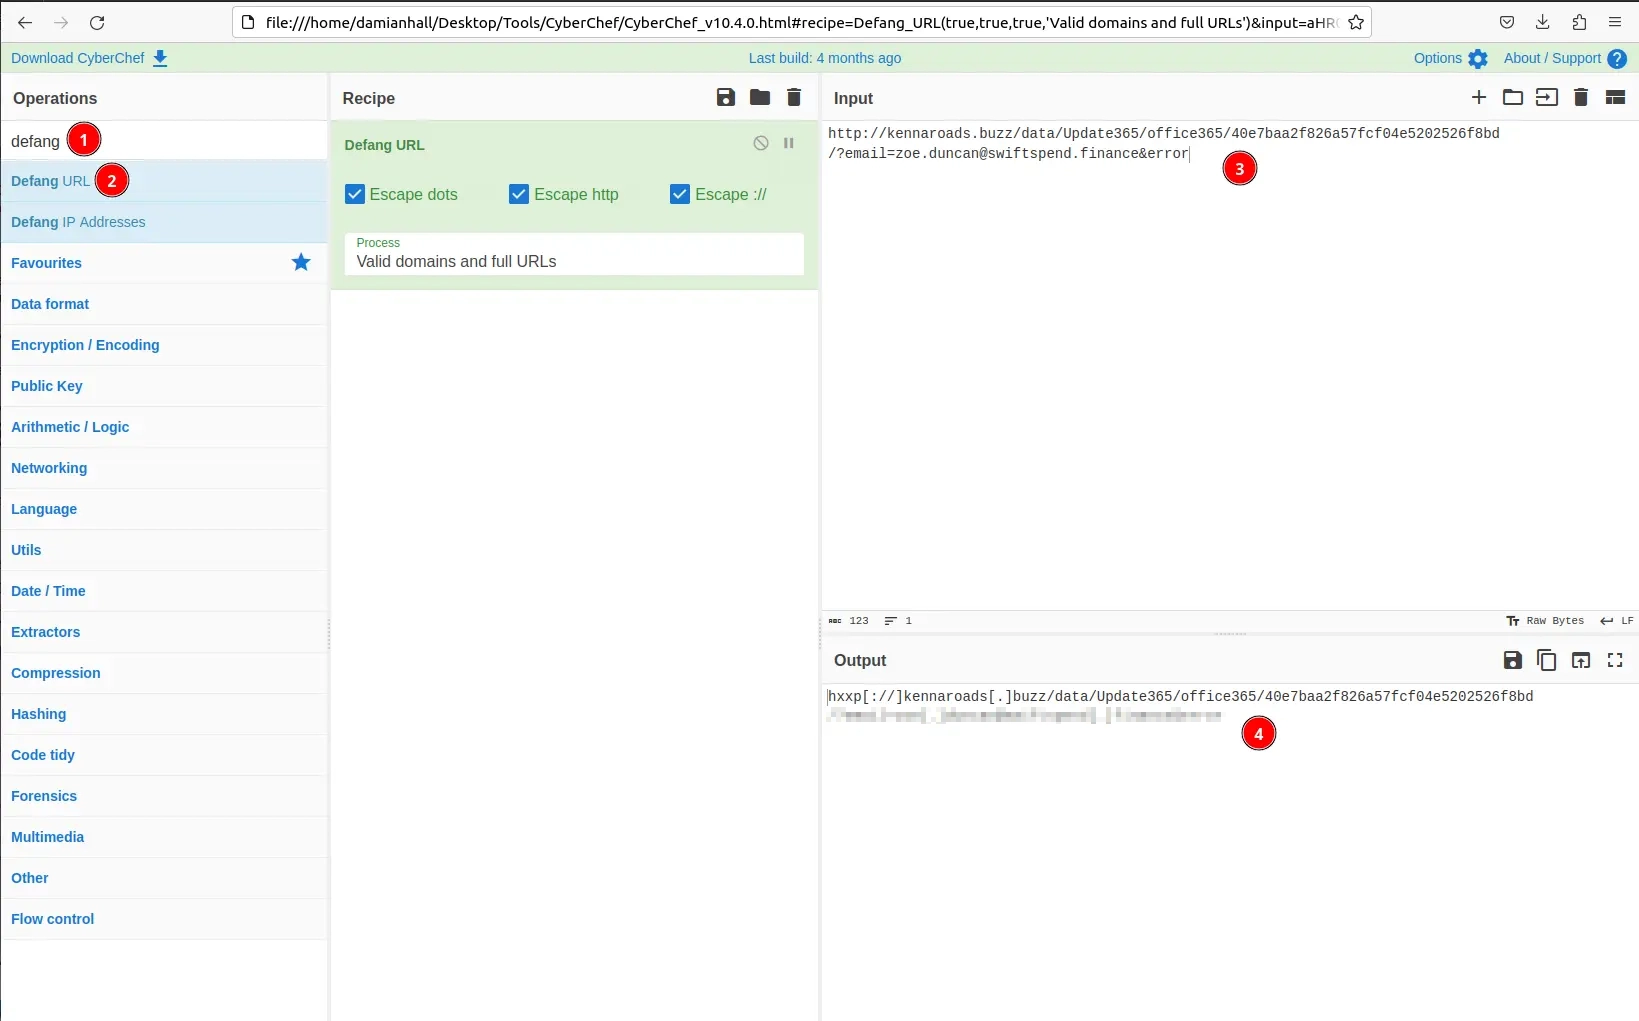 file:///home/damianhall/Desktop/Tools/CyberChef/CyberChef_v10.4.0.html#recipe=Defang_URL(true,true,true,'Valid domains and full URLs')&input=aHR
Download CyberChef
Last build: 4 months ago
Options
About / Support
Operations
defang
1
Defang URL
2
Defang IP Addresses
Favourites
Data format
Encryption / Encoding
Public Key
Arithmetic / Logic
Networking
Language
Utils
Date / Time
Extractors
Compression
Hashing
Code tidy
Forensics
Multimedia
Other
Flow control
Recipe
Defang URL
Escape dots
Escape http
Escape ://
Process
Valid domains and full URLs
Input
http://kennaroads.buzz/data/Update365/office365/40e7baa2f826a57fcf04e5202526f8bd
/?email=zoe.duncan@swiftspend.finance&error
3
ABC 123 1
Raw Bytes LF
Output
hxxp[://]kennaroads[.]buzz/data/Update365/office365/40e7baa2f826a57fcf04e5202526f8bd
4